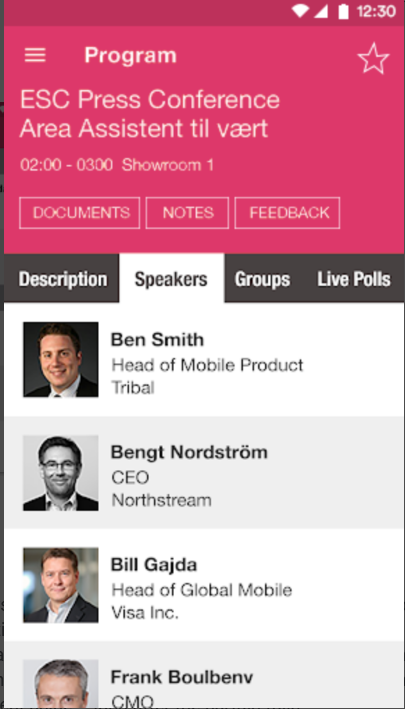 12:30
Program
ESC Press Conference
Area Assistent til vært
02:00 - 0300 Showroom 1
DOCUMENTS NOTES FEEDBACK
Description Speakers Groups Live Polls
Ben Smith
Head of Mobile Product
Tribal
Bengt Nordström
CEO
Northstream
Bill Gajda
Head of Global Mobile
Visa Inc.
Frank Boulbenv
CMO